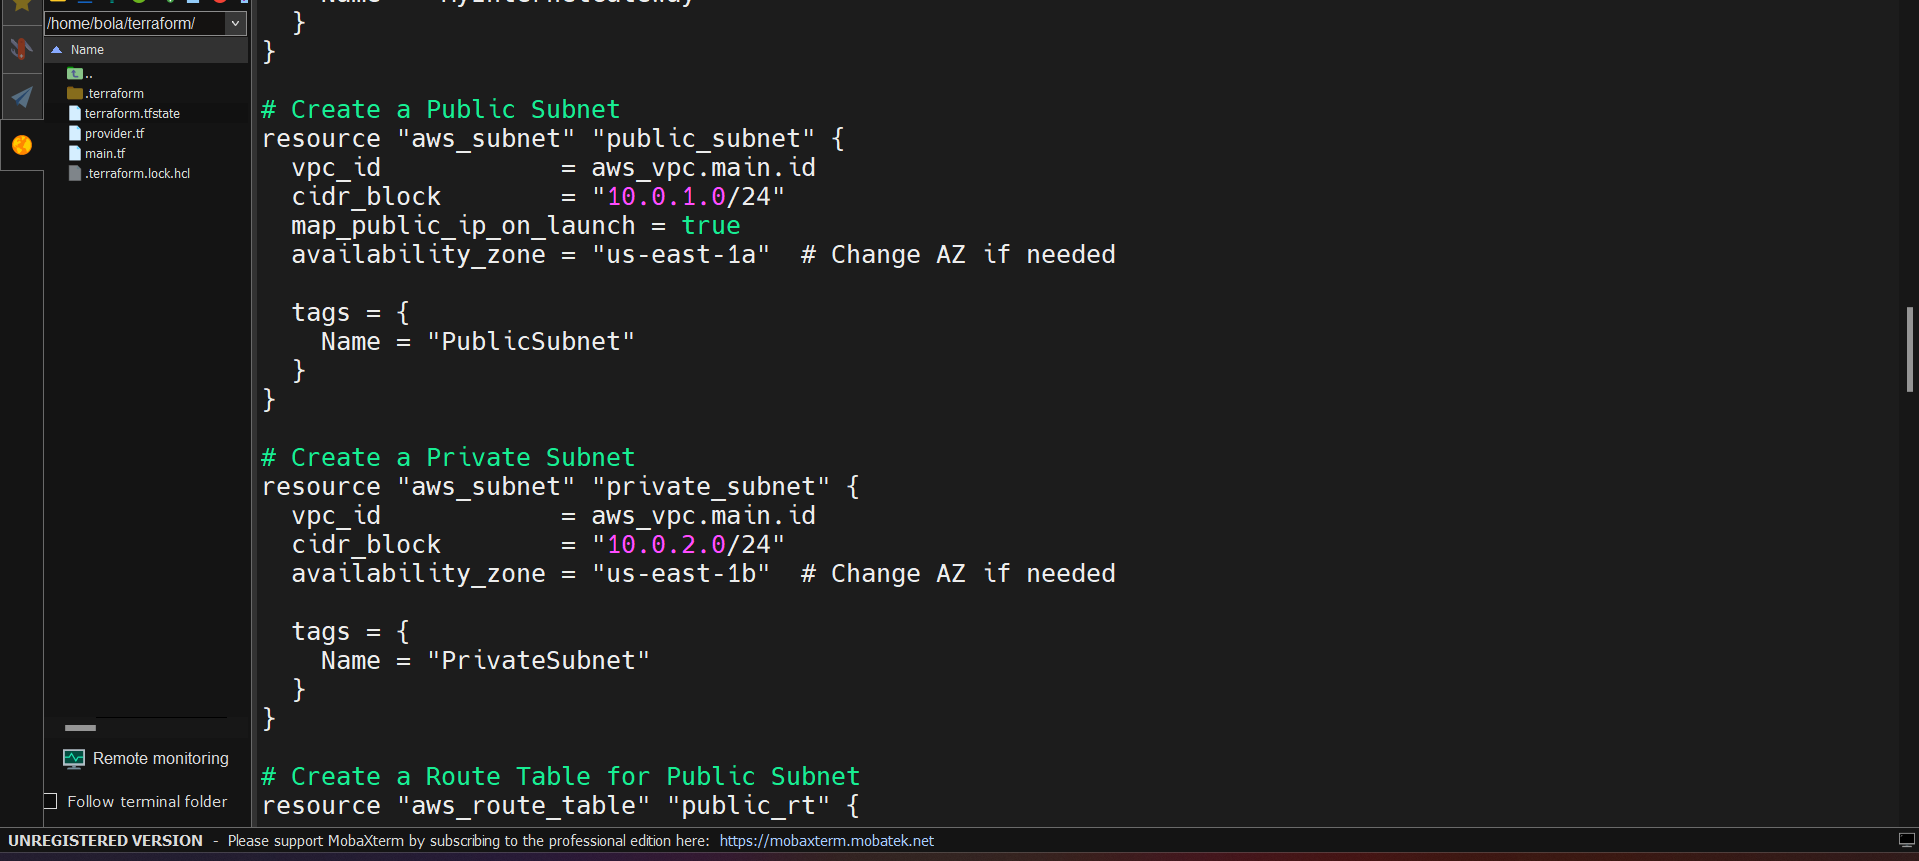 /home/bola/terraform/
Name
..
.terraform
terraform.tfstate
provider.tf
main.tf
.terraform.lock.hcl
Remote monitoring
Follow terminal folder
  }
}

# Create a Public Subnet
resource "aws_subnet" "public_subnet" {
  vpc_id            = aws_vpc.main.id
  cidr_block        = "10.0.1.0/24"
  map_public_ip_on_launch = true
  availability_zone = "us-east-1a"  # Change AZ if needed

  tags = {
    Name = "PublicSubnet"
  }
}

# Create a Private Subnet
resource "aws_subnet" "private_subnet" {
  vpc_id            = aws_vpc.main.id
  cidr_block        = "10.0.2.0/24"
  availability_zone = "us-east-1b"  # Change AZ if needed

  tags = {
    Name = "PrivateSubnet"
  }
}

# Create a Route Table for Public Subnet
resource "aws_route_table" "public_rt" {
UNREGISTERED VERSION - Please support MobaXterm by subscribing to the professional edition here: https://mobaxterm.mobatek.net